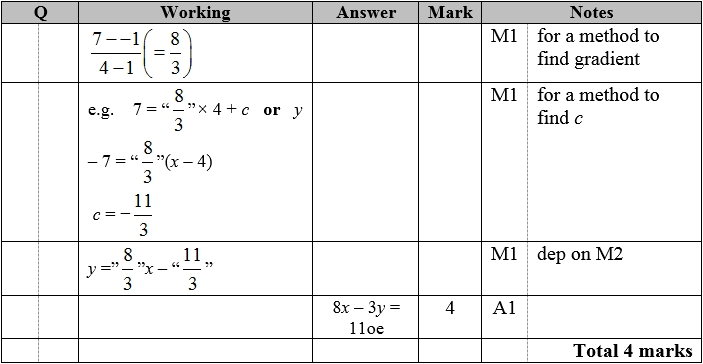 Q Working Answer Mark Notes
7 − −1 / 4 − 1 (= 8/3) M1 for a method to
find gradient
e.g. 7 = “8/3”× 4 + c or y M1 for a method to
find c
– 7 = “8/3”(x – 4)
c = − 11/3
y =”8/3”x – “11/3” M1 dep on M2
8x – 3y = 4 A1
11oe
Total 4 marks